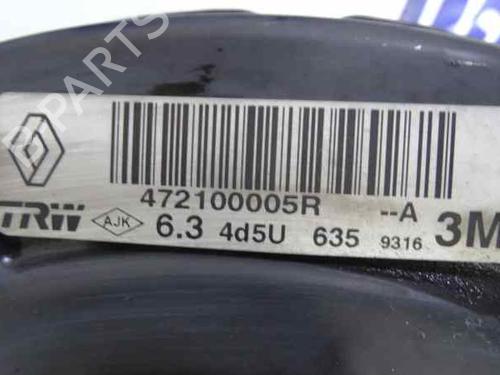 B PARTS
472100005R --A
TRW AJK 6.3 4d5U 635 9316 3M